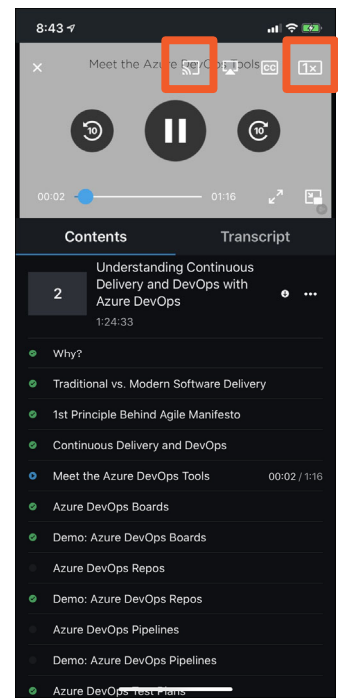 8:43
Meet the Azure DevOps Tools
CC
1x
10
10
00:02
01:16
Contents
Transcript
2
Understanding Continuous
Delivery and DevOps with
Azure DevOps
1:24:33
Why?
Traditional vs. Modern Software Delivery
1st Principle Behind Agile Manifesto
Continuous Delivery and DevOps
Meet the Azure DevOps Tools 00:02 / 1:16
Azure DevOps Boards
Demo: Azure DevOps Boards
Azure DevOps Repos
Demo: Azure DevOps Repos
Azure DevOps Pipelines
Demo: Azure DevOps Pipelines
Azure DevOps Test Plans